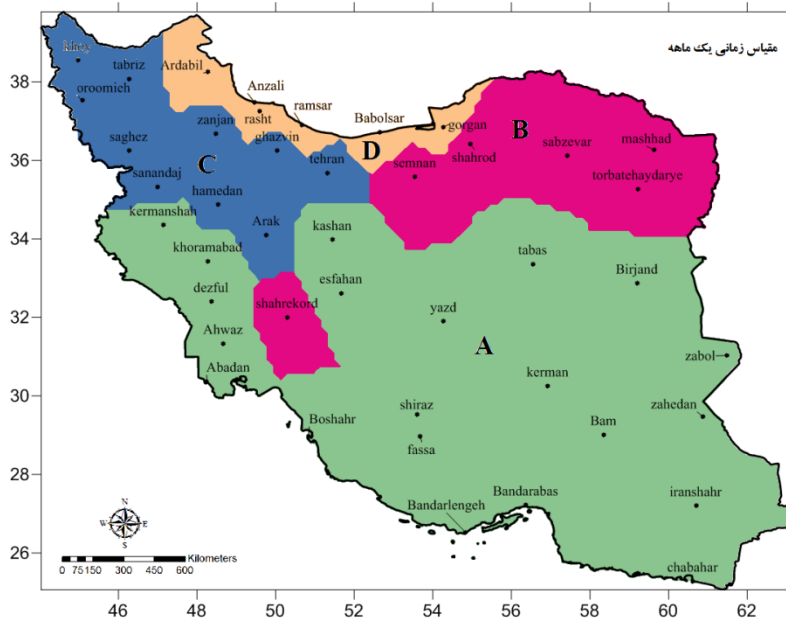 مقیاس زمانی یک ماهه
khoy
tabriz
Ardabil
oroomieh
Anzali
rasht
ramsar
Babolsar
zanjan
ghazvin
gorgan
B
saghez
D
shahrod
sabzevar
mashhad
C
tehran
semnan
torbatehaydarye
sanandaj
hamedan
kermanshah
Arak
kashan
khoramabad
tabas
Birjand
esfahan
dezful
shahrekord
yazd
Ahwaz
A
zabol
Abadan
kerman
shiraz
zahedan
Boshahr
Bam
fassa
Bandarlengeh
Bandarabas
iranshahr
chabahar
N
W
E
S
Kilometers
0 75 150 300 450 600
38
36
34
32
30
28
26
46 48 50 52 54 56 58 60 62